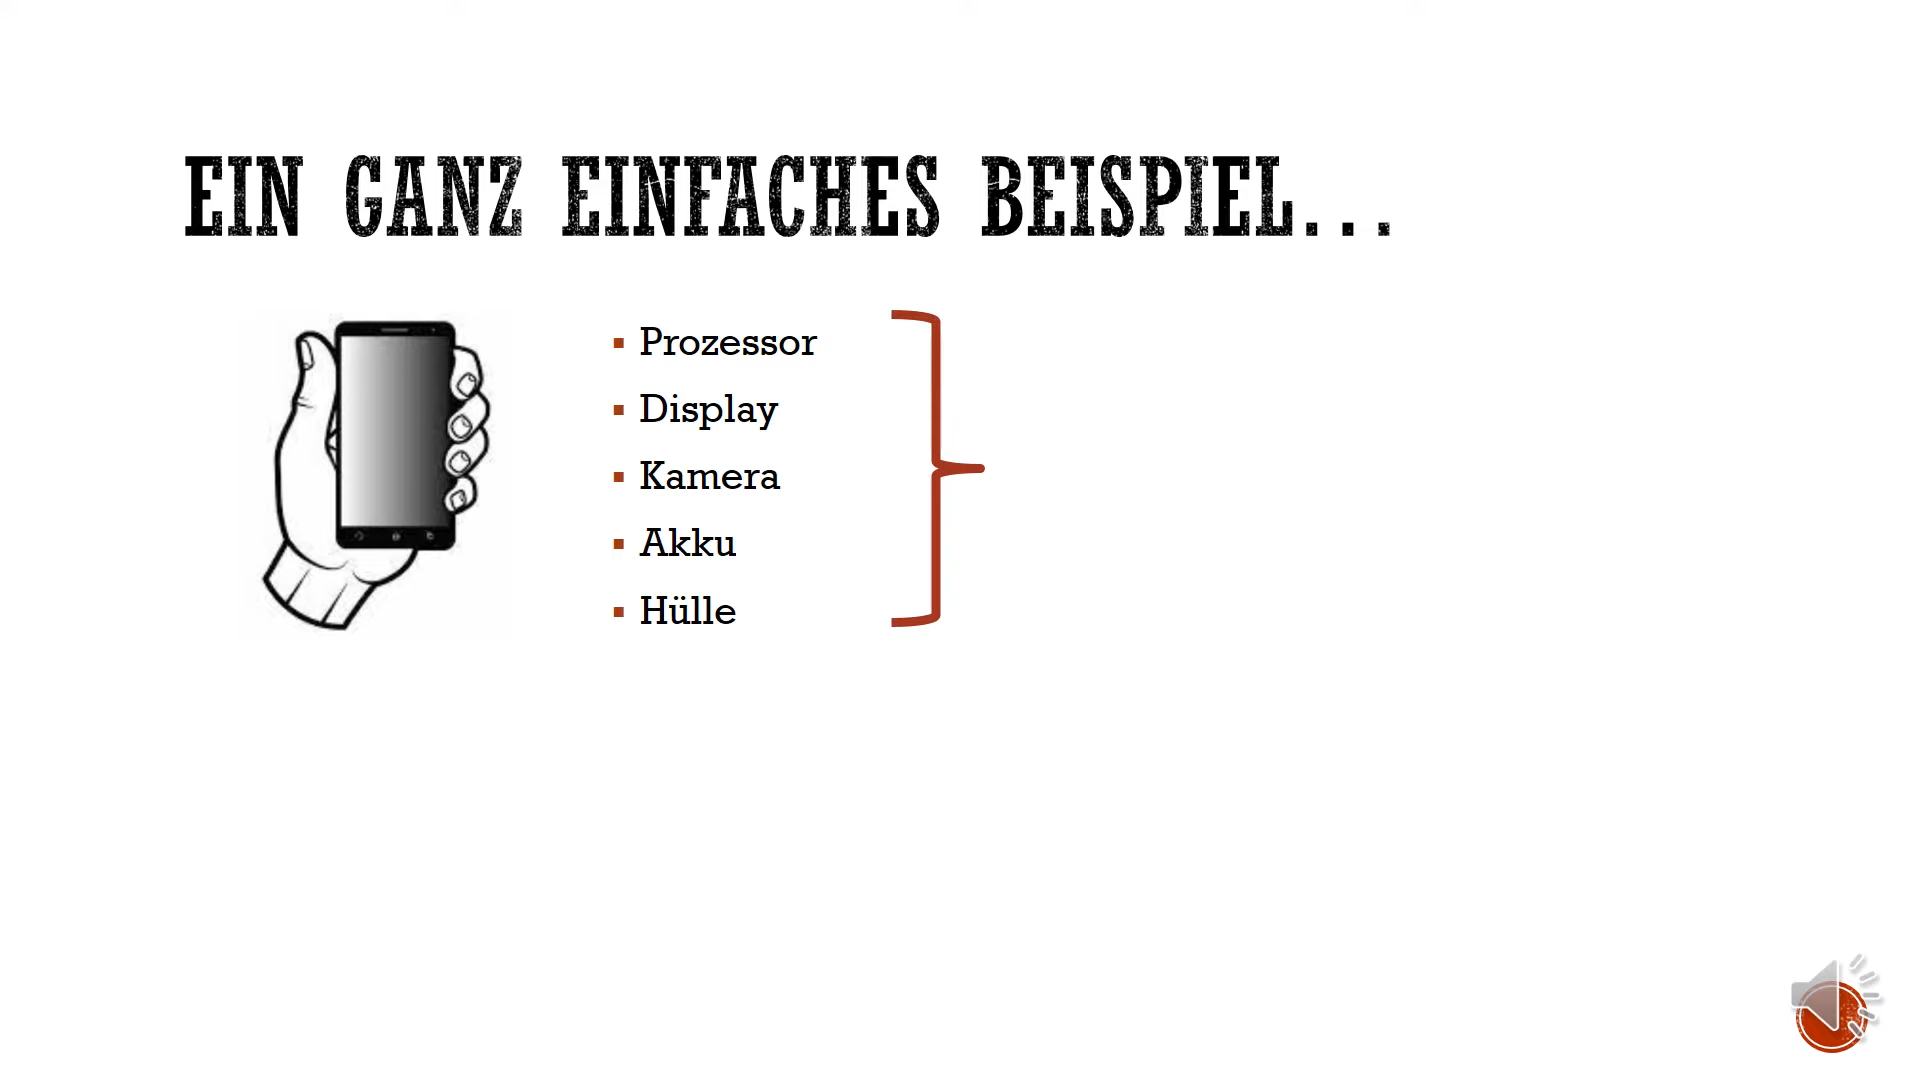 EIN GANZ EINFACHES BEISPIEL...
▪ Prozessor
▪ Display
▪ Kamera
▪ Akku
▪ Hülle